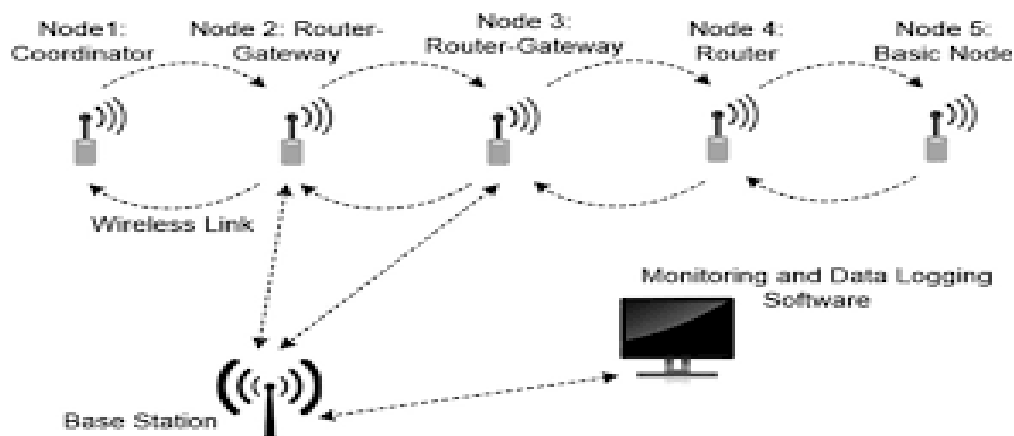 Node1:
Coordinator
Node 2: Router-
Gateway
Node 3:
Router-Gateway
Node 4:
Router
Node 5:
Basic Node
Wireless Link
Monitoring and Data Logging
Software
Base Station